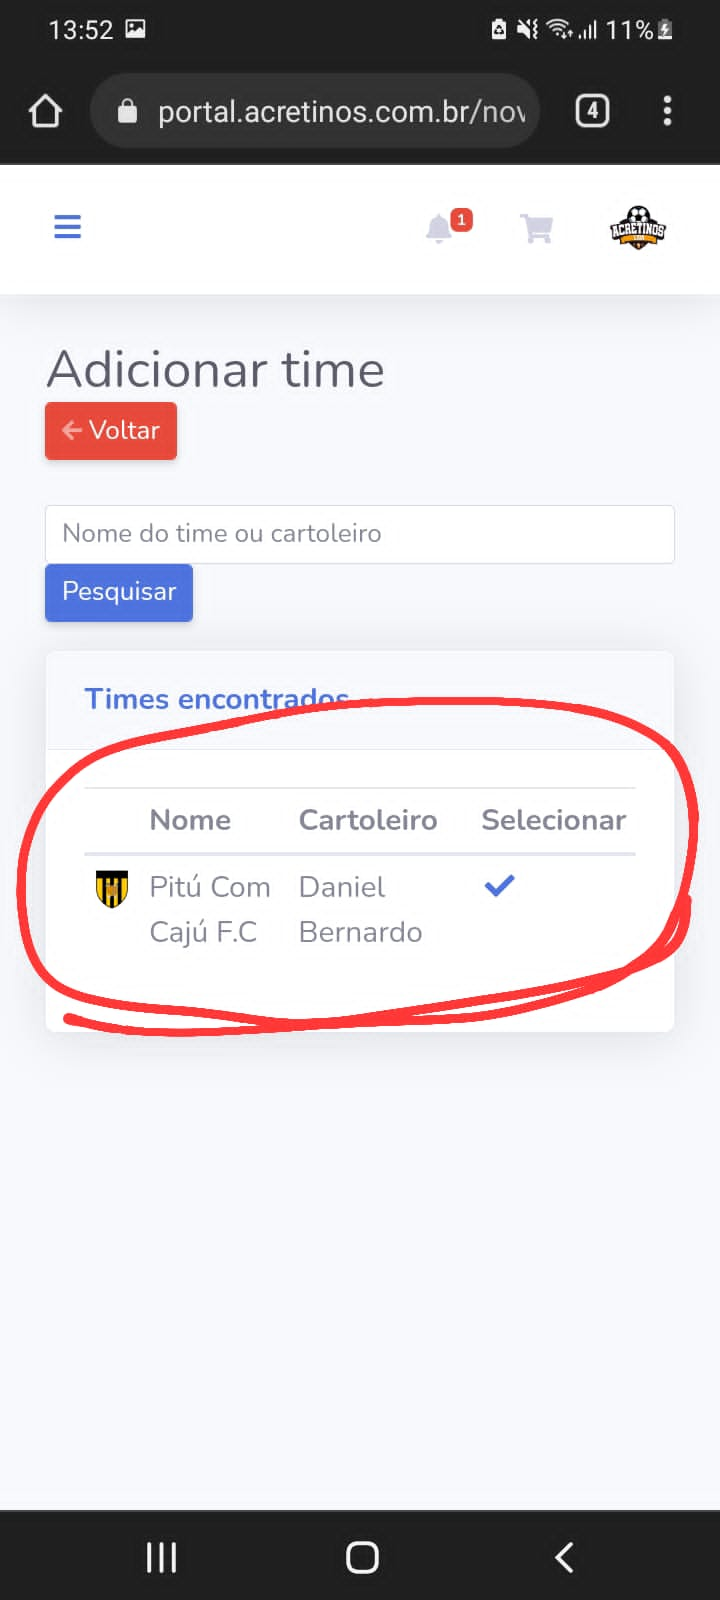 13:52
11%
portal.acretinos.com.br/nov
4
1
ACRETINOS
Adicionar time
Voltar
Nome do time ou cartoleiro
Pesquisar
Times encontrados
Nome Cartoleiro Selecionar
Pitú Com Daniel
Cajú F.C Bernardo